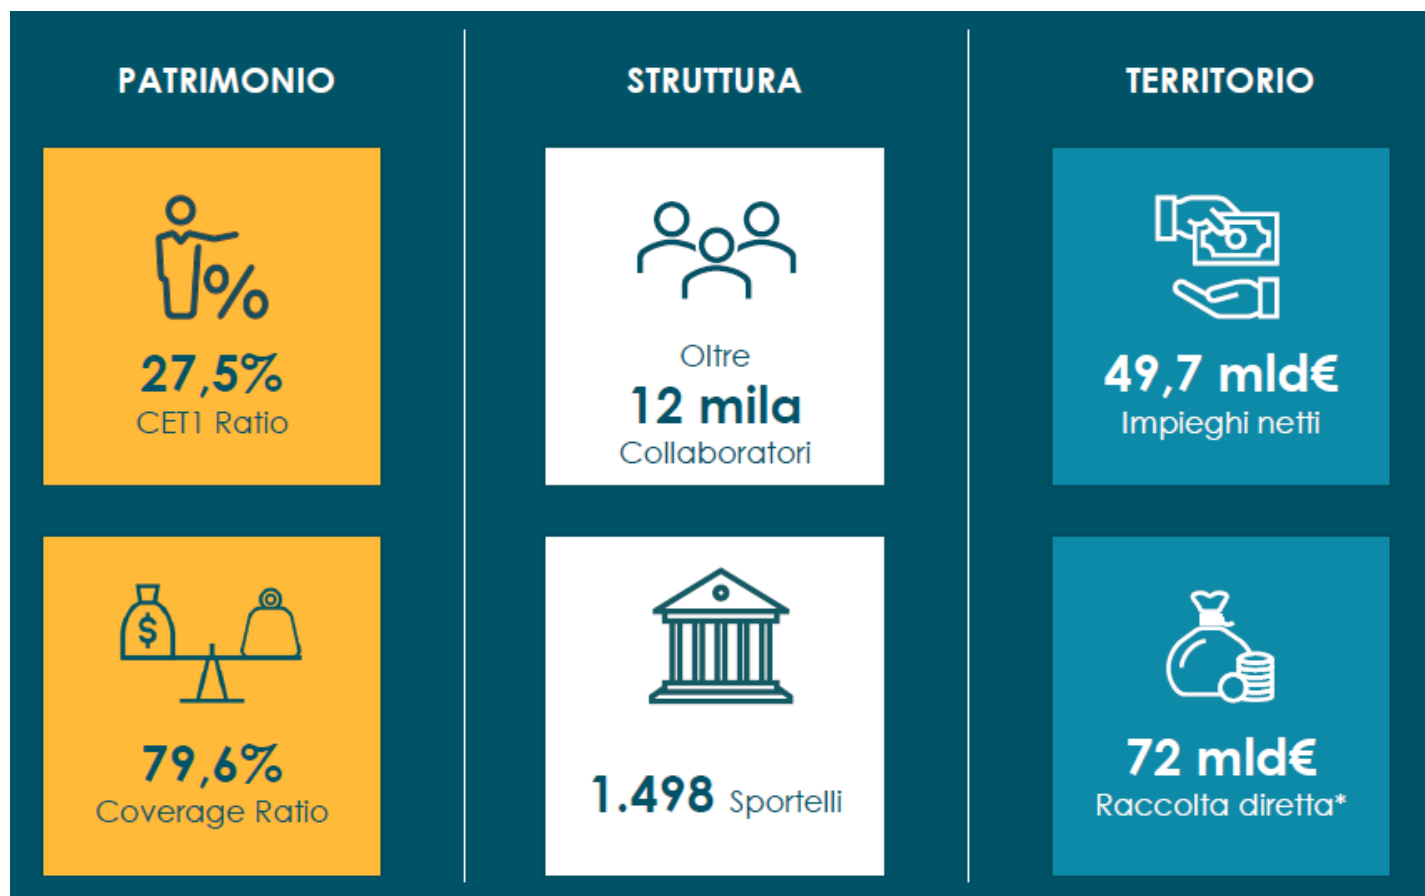 PATRIMONIO
27,5%
CET1 Ratio
$
79,6%
Coverage Ratio
STRUTTURA
Oltre
12 mila
Collaboratori
1.498 Sportelli
TERRITORIO
49,7 mld€
Impieghi netti
72 mld€
Raccolta diretta*